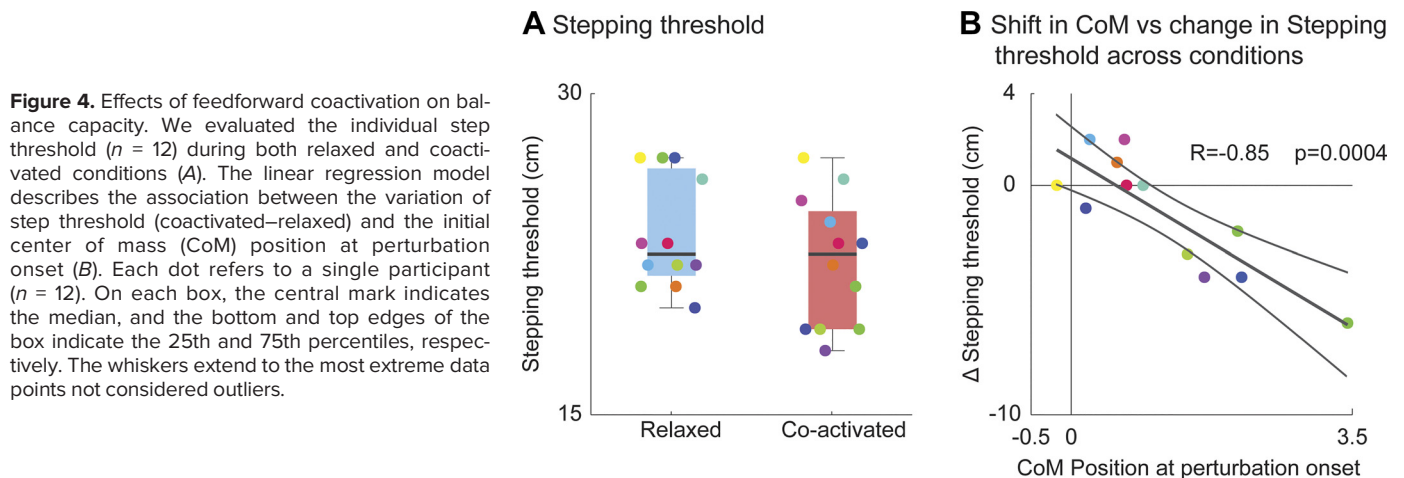 Figure 4. Effects of feedforward coactivation on bal-
ance capacity. We evaluated the individual step
threshold (n = 12) during both relaxed and coacti-
vated conditions (A). The linear regression model
describes the association between the variation of
step threshold (coactivated–relaxed) and the initial
center of mass (CoM) position at perturbation
onset (B). Each dot refers to a single participant
(n = 12). On each box, the central mark indicates
the median, and the bottom and top edges of the
box indicate the 25th and 75th percentiles, respec-
tively. The whiskers extend to the most extreme data
points not considered outliers.
A Stepping threshold
30
Stepping threshold (cm)
15
Relaxed
Co-activated
B Shift in CoM vs change in Stepping
threshold across conditions
4
R=-0.85 p=0.0004
0
Δ Stepping threshold (cm)
-10
-0.5 0 3.5
CoM Position at perturbation onset